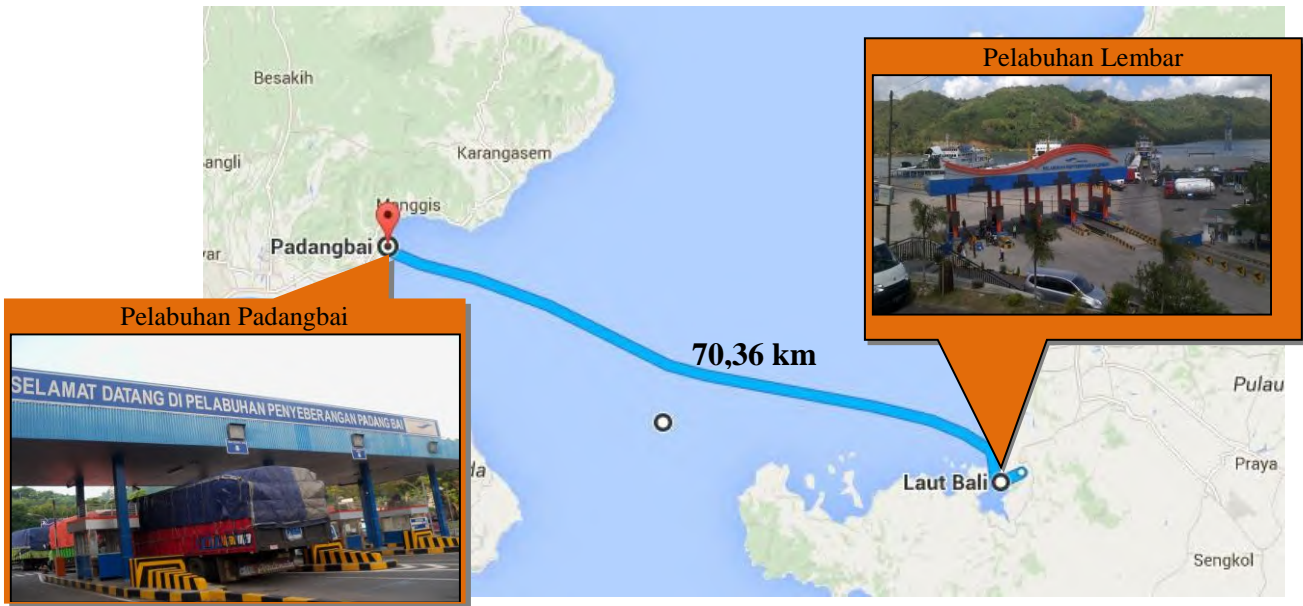 Pelabuhan Lembar
Besakih
angli
Karangasem
Manggis
Padangbai
var
Pelabuhan Padangbai
SELAMAT DATANG DI PELABUHAN PENYEBERANGAN PADANG BAI
70,36 km
Pulau
Praya
Laut Bali
da
Sengkol